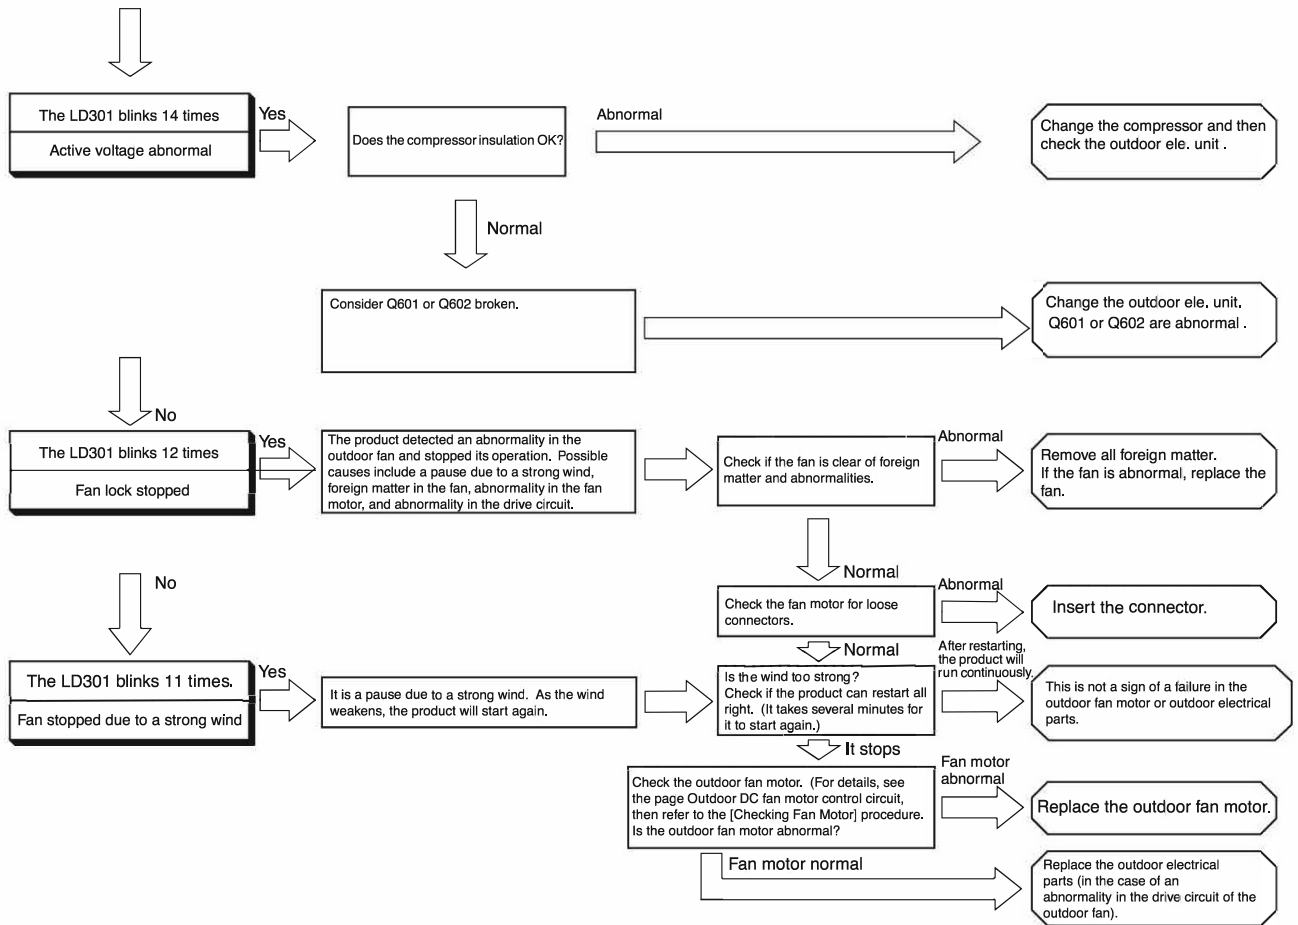 The LD301 blinks 14 times
Active voltage abnormal
Yes
Does the compressor insulation OK?
Abnormal
Change the compressor and then
check the outdoor ele. unit .
Normal
Consider Q601 or Q602 broken.
Change the outdoor ele. unit.
Q601 or Q602 are abnormal .
No
The LD301 blinks 12 times
Fan lock stopped
Yes
The product detected an abnormality in the
outdoor fan and stopped its operation. Possible
causes include a pause due to a strong wind,
foreign matter in the fan, abnormality in the fan
motor, and abnormality in the drive circuit.
Check if the fan is clear of foreign
matter and abnormalities.
Abnormal
Remove all foreign matter.
If the fan is abnormal, replace the
fan.
Normal
Check the fan motor for loose
connectors.
Abnormal
Insert the connector.
No
The LD301 blinks 11 times.
Fan stopped due to a strong wind
Yes
It is a pause due to a strong wind. As the wind
weakens, the product will start again.
Normal
Is the wind too strong?
Check if the product can restart all
right. (It takes several minutes for
it to start again.)
After restarting,
the product will
run continuously.
This is not a sign of a failure in the
outdoor fan motor or outdoor electrical
parts.
It stops
Check the outdoor fan motor. (For details, see
the page Outdoor DC fan motor control circuit,
then refer to the [Checking Fan Motor] procedure.
Is the outdoor fan motor abnormal?
Fan motor
abnormal
Replace the outdoor fan motor.
Fan motor normal
Replace the outdoor electrical
parts (in the case of an
abnormality in the drive circuit of the
outdoor fan).